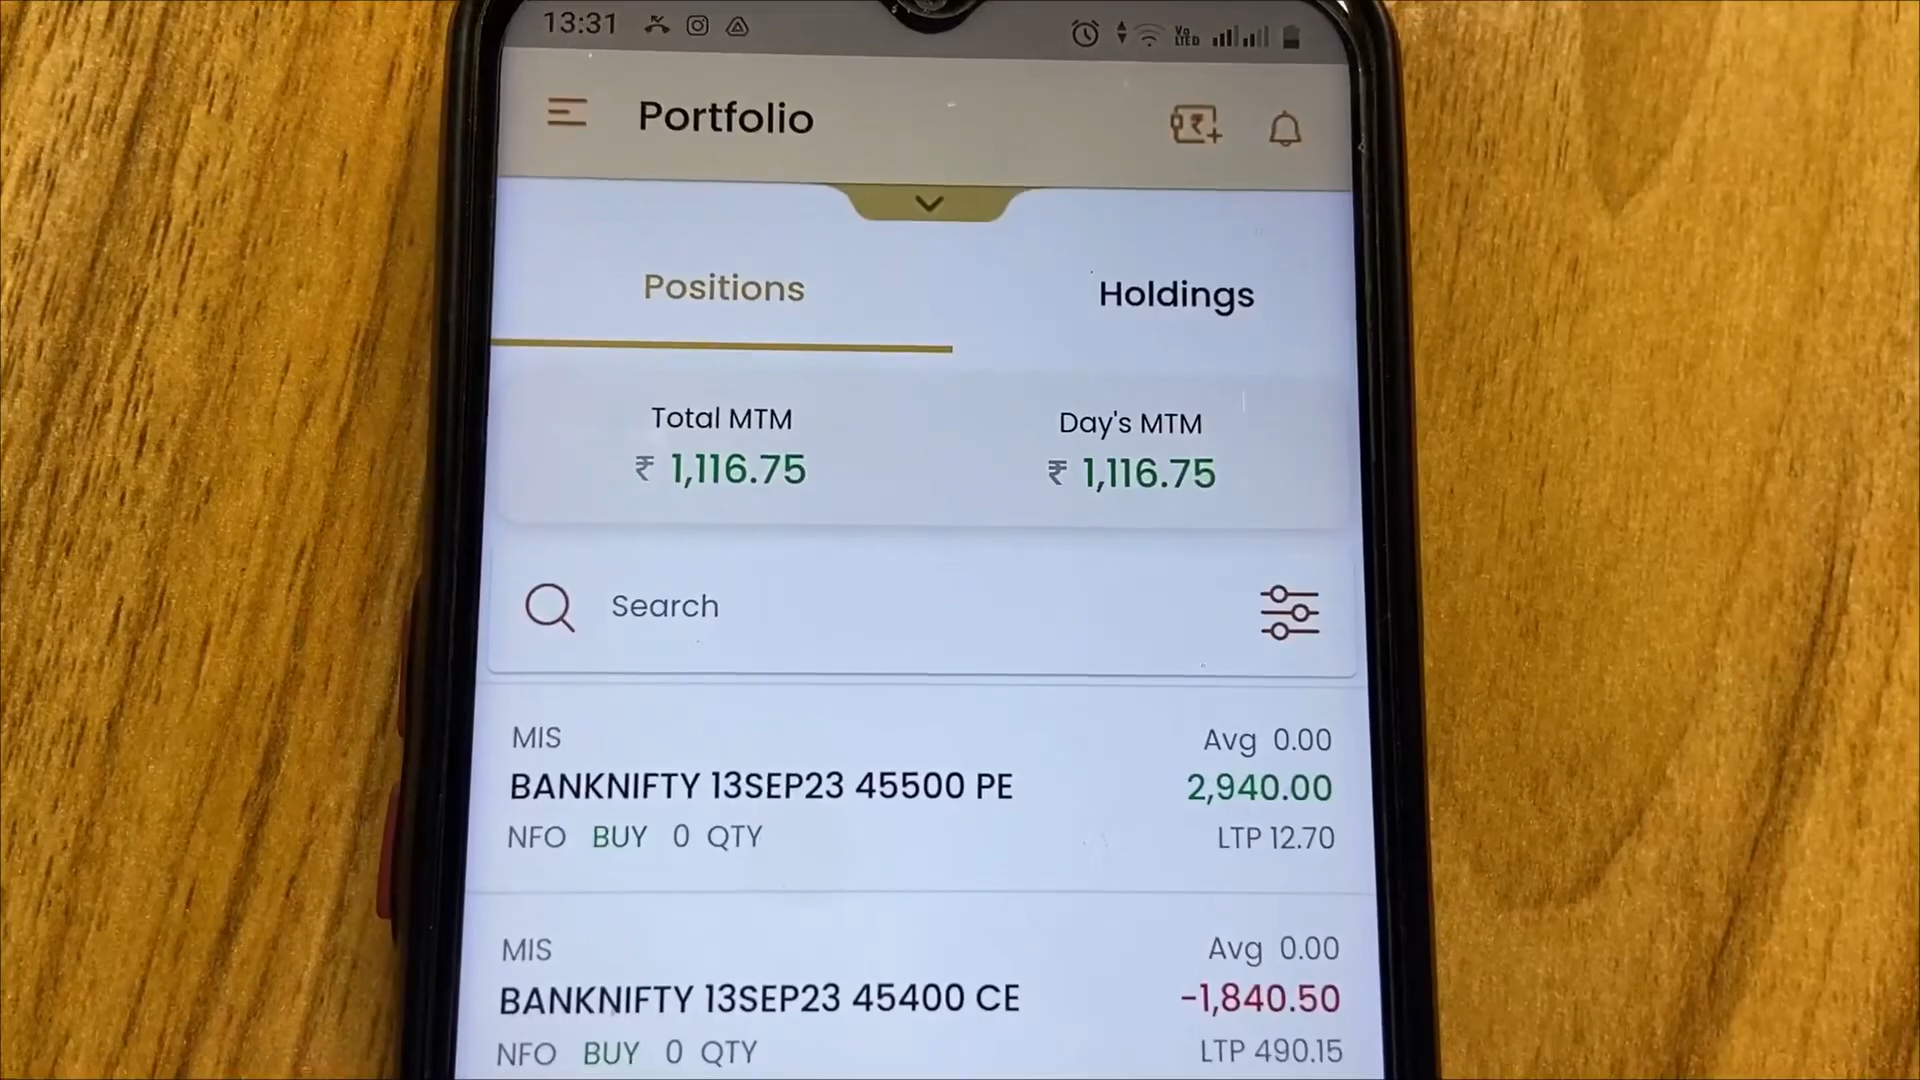 13:31
Vo LTED
Portfolio
Positions
Holdings
Total MTM
Day's MTM
₹ 1,116.75
₹ 1,116.75
Search
MIS
Avg 0.00
BANKNIFTY 13SEP23 45500 PE
2,940.00
NFO BUY 0 QTY
LTP 12.70
MIS
Avg 0.00
BANKNIFTY 13SEP23 45400 CE
-1,840.50
NFO BUY 0 QTY
LTP 490.15